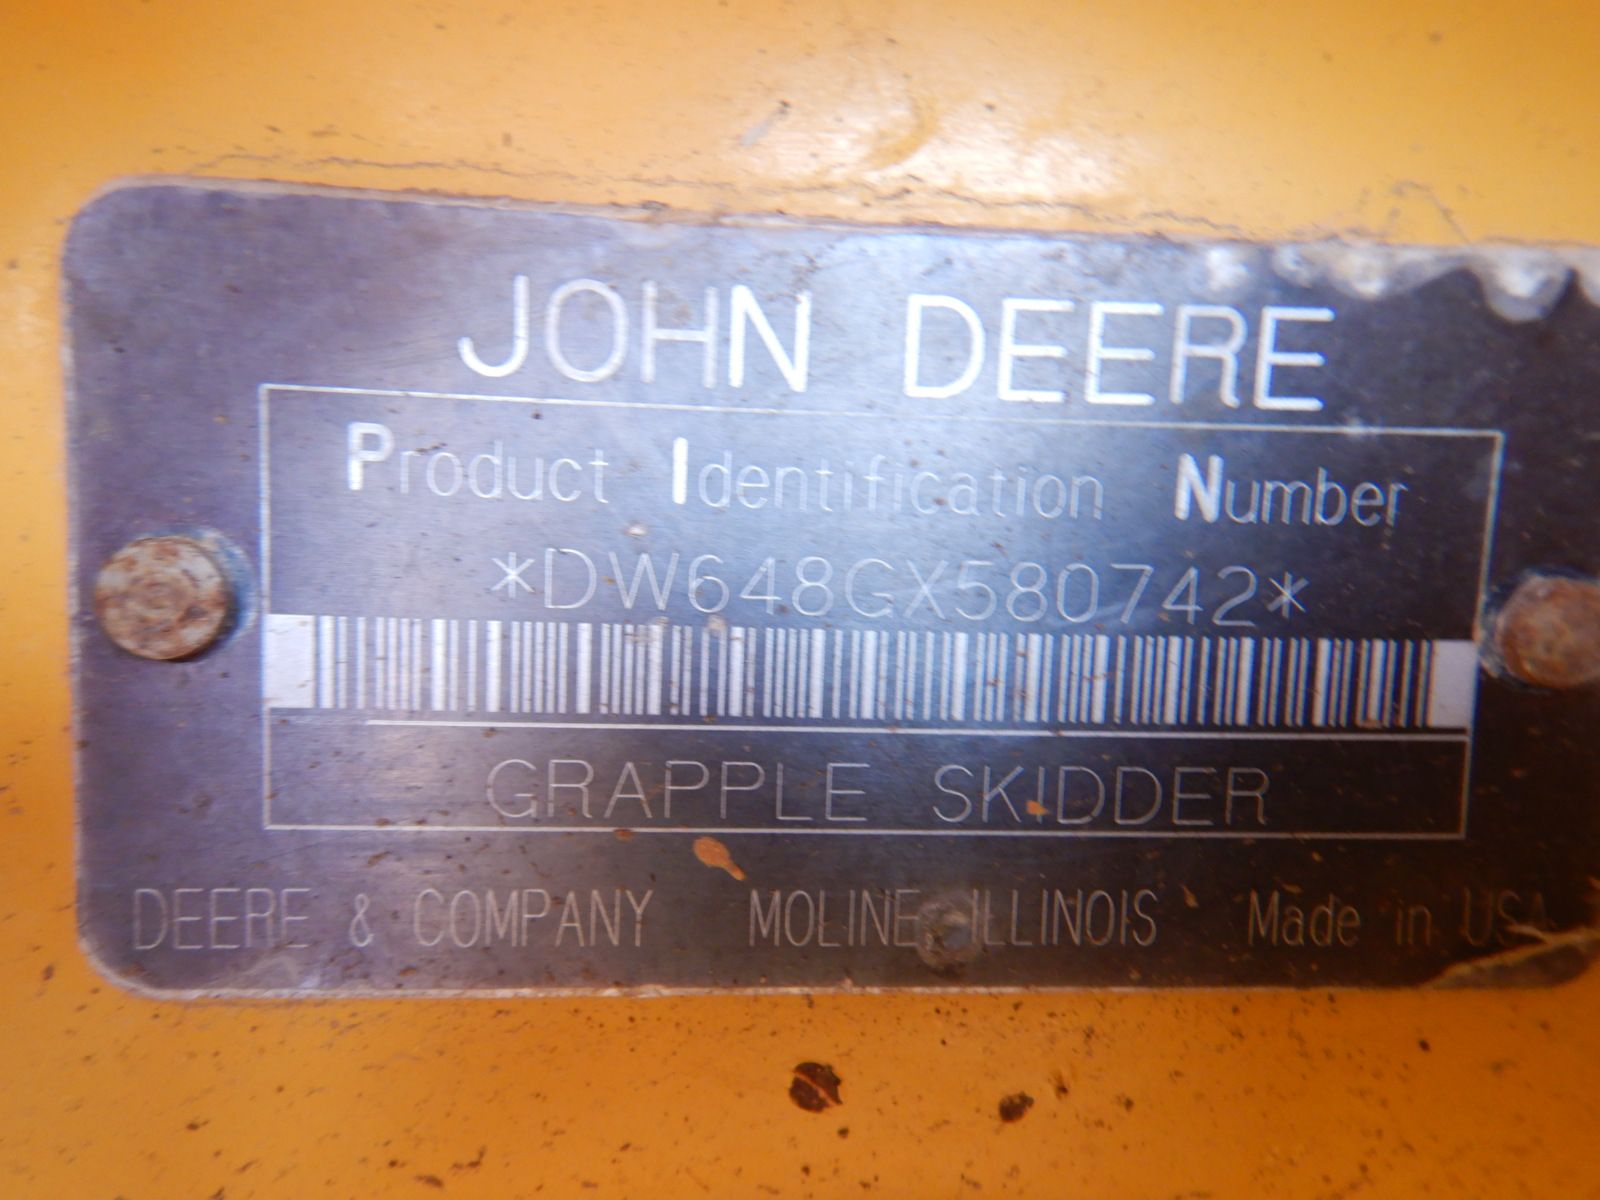 JOHN DEERE
Product Identification Number
*DW648GX580742*
GRAPPLE SKIDDER
DEERE & COMPANY MOLINE ILLINOIS Made in USA